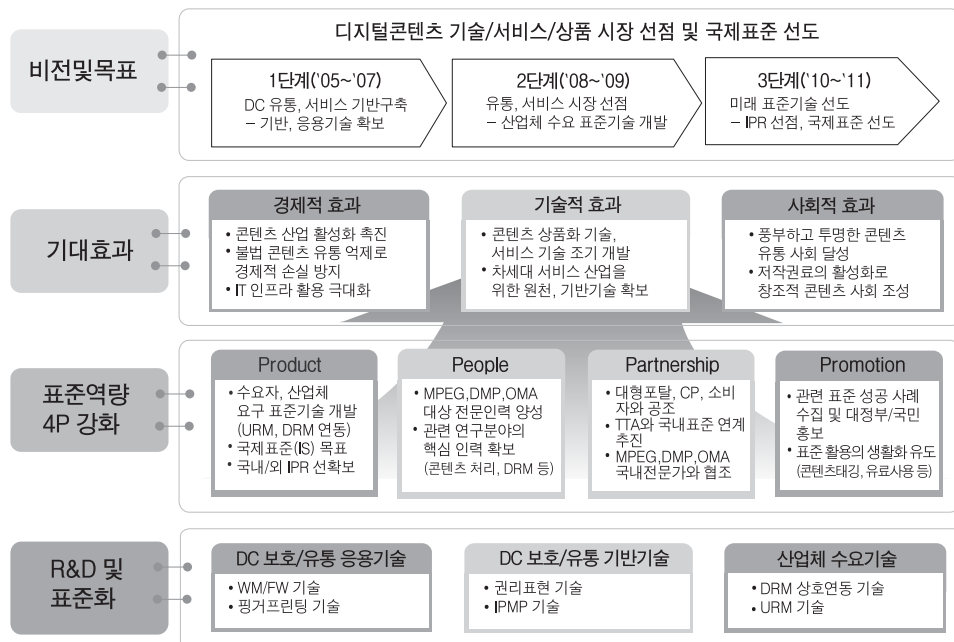 비전및목표
디지털콘텐츠 기술/서비스/상품 시장 선점 및 국제표준 선도
1단계('05~'07)
DC 유통, 서비스 기반구축
– 기반, 응용기술 확보
2단계('08~'09)
유통, 서비스 시장 선점
– 산업체 수요 표준기술 개발
3단계('10~'11)
미래 표준기술 선도
– IPR 선점, 국제표준 선도
기대효과
경제적 효과
• 콘텐츠 산업 활성화 촉진
• 불법 콘텐츠 유통 억제로
경제적 손실 방지
• IT 인프라 활용 극대화
기술적 효과
• 콘텐츠 상품화 기술,
서비스 기술 조기 개발
• 차세대 서비스 산업을
위한 원천, 기반기술 확보
사회적 효과
• 풍부하고 투명한 콘텐츠
유통 사회 달성
• 저작권료의 활성화로
창조적 콘텐츠 사회 조성
표준역량
4P 강화
Product
• 수요자, 산업체
요구 표준기술 개발
(URM, DRM 연동)
• 국제표준(IS) 목표
• 국내/외 IPR 선확보
People
• MPEG,DMP,OMA
대상 전문인력 양성
• 관련 연구분야의
핵심 인력 확보
(콘텐츠 처리, DRM 등)
Partnership
• 대형포탈, CP, 소비
자와 공조
• TTA와 국내표준 연계
추진
• MPEG,DMP,OMA
국내전문가와 협조
Promotion
• 관련 표준 성공 사례
수집 및 대정부/국민
홍보
• 표준 활용의 생활화 유도
(콘텐츠태깅, 유료사용 등)
R&D 및
표준화
DC 보호/유통 응용기술
• WM/FW 기술
• 핑거프린팅 기술
DC 보호/유통 기반기술
• 권리표현 기술
• IPMP 기술
산업체 수요기술
• DRM 상호연동 기술
• URM 기술